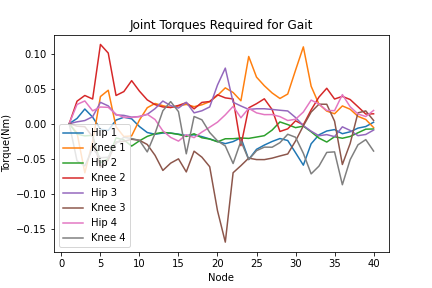 Joint Torques Required for Gait
Torque(Nm)
0.10
0.05
0.00
−0.05
−0.10
−0.15
Hip 1
Knee 1
Hip 2
Knee 2
Hip 3
Knee 3
Hip 4
Knee 4
0 5 10 15 20 25 30 35 40
Node